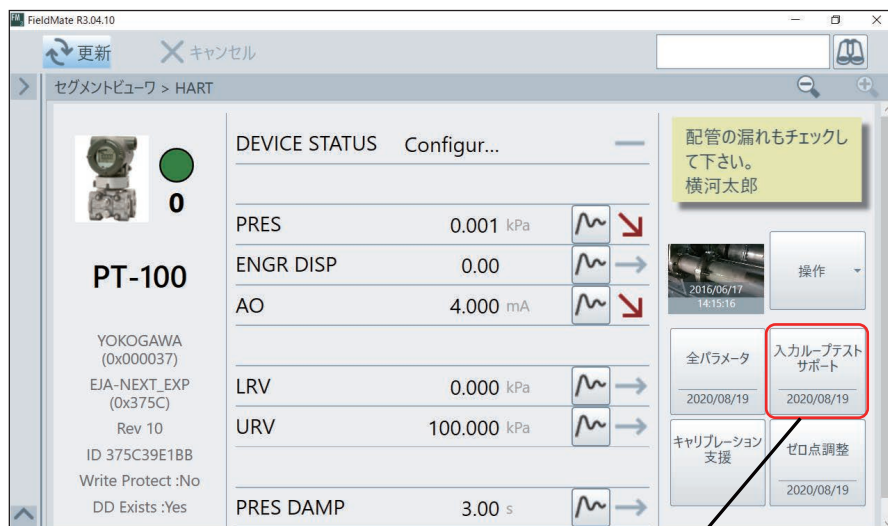 FieldMate R3.04.10
更新
キャンセル
セグメントビューワ > HART
0
PT-100
YOKOGAWA
(0x000037)
EJA-NEXT_EXP
(0x375C)
Rev 10
ID 375C39E1BB
Write Protect :No
DD Exists :Yes
DEVICE STATUS Configur...
PRES 0.001 kPa
ENGR DISP 0.00
AO 4.000 mA
LRV 0.000 kPa
URV 100.000 kPa
PRES DAMP 3.00 s
配管の漏れもチェックし
て下さい。
横河太郎
2016/06/17
14:15:16
操作
全パラメータ
2020/08/19
入力ループテスト
サポート
2020/08/19
キャリブレーション
支援
ゼロ点調整
2020/08/19